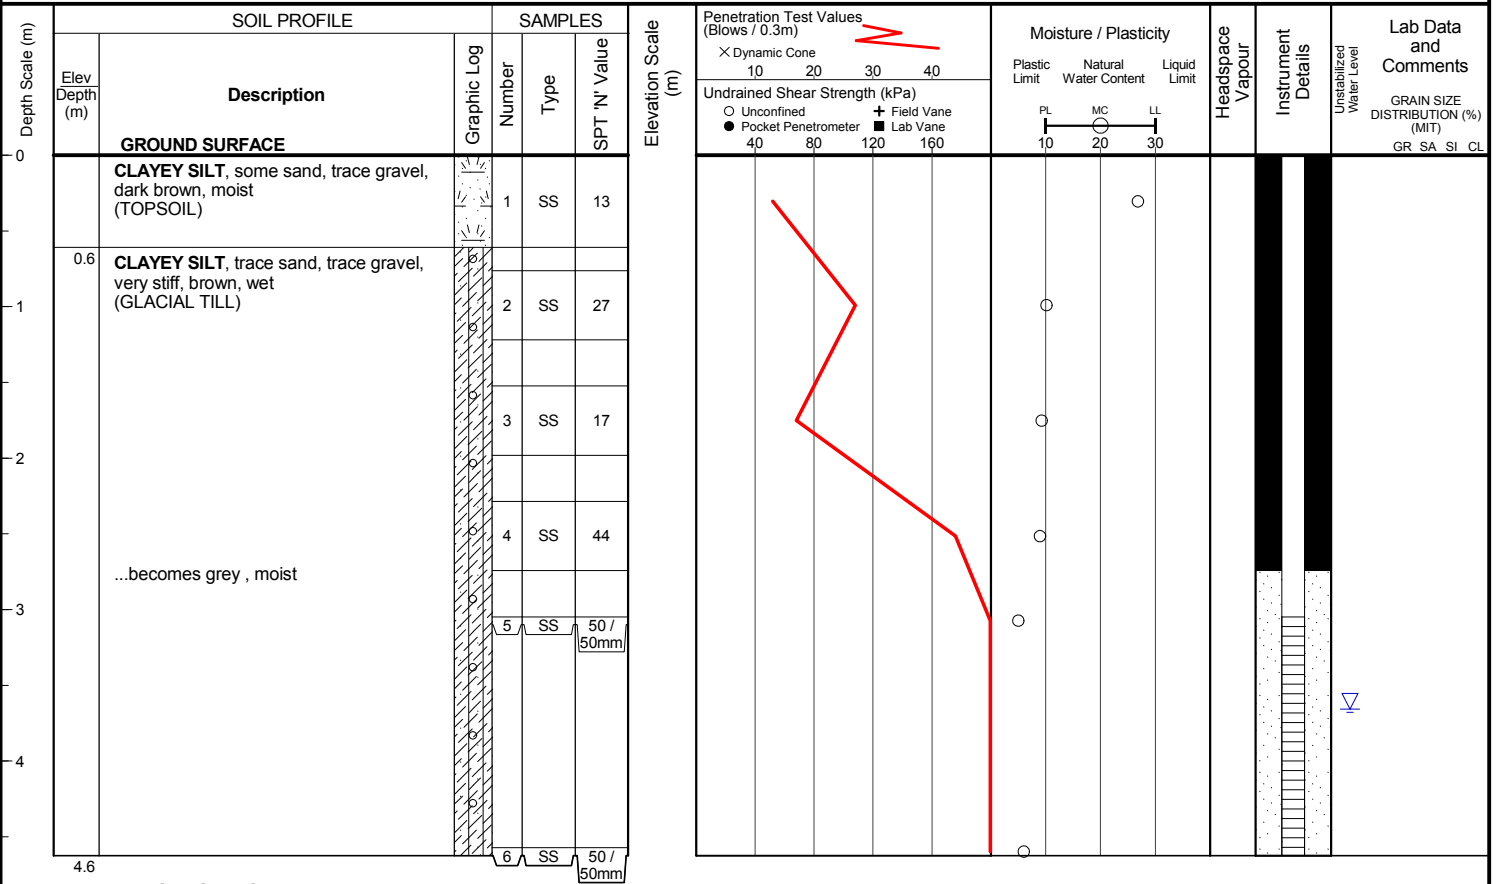 SOIL PROFILE
SAMPLES
Depth Scale (m)
Elev
Depth
(m)
Description
GROUND SURFACE
Graphic Log
Number
Type
SPT 'N' Value
Elevation Scale
(m)
Penetration Test Values
(Blows / 0.3m)
× Dynamic Cone
10 20 30 40
Undrained Shear Strength (kPa)
Unconfined + Field Vane
Pocket Penetrometer Lab Vane
40 80 120 160
Moisture / Plasticity
Plastic Natural Liquid
Limit Water Content Limit
PL MC LL
10 20 30
Headspace
Vapour
Instrument
Details
Unstabilized
Water Level
Lab Data
and
Comments
GRAIN SIZE
DISTRIBUTION (%)
(MIT)
GR SA SI CL
0
CLAYEY SILT, some sand, trace gravel,
dark brown, moist
(TOPSOIL)
1 SS 13
0.6
CLAYEY SILT, trace sand, trace gravel,
very stiff, brown, wet
(GLACIAL TILL)
1
2 SS 27
3 SS 17
2
4 SS 44
...becomes grey , moist
3
5 SS 50 /
50mm
4
4.6
6 SS 50 /
50mm